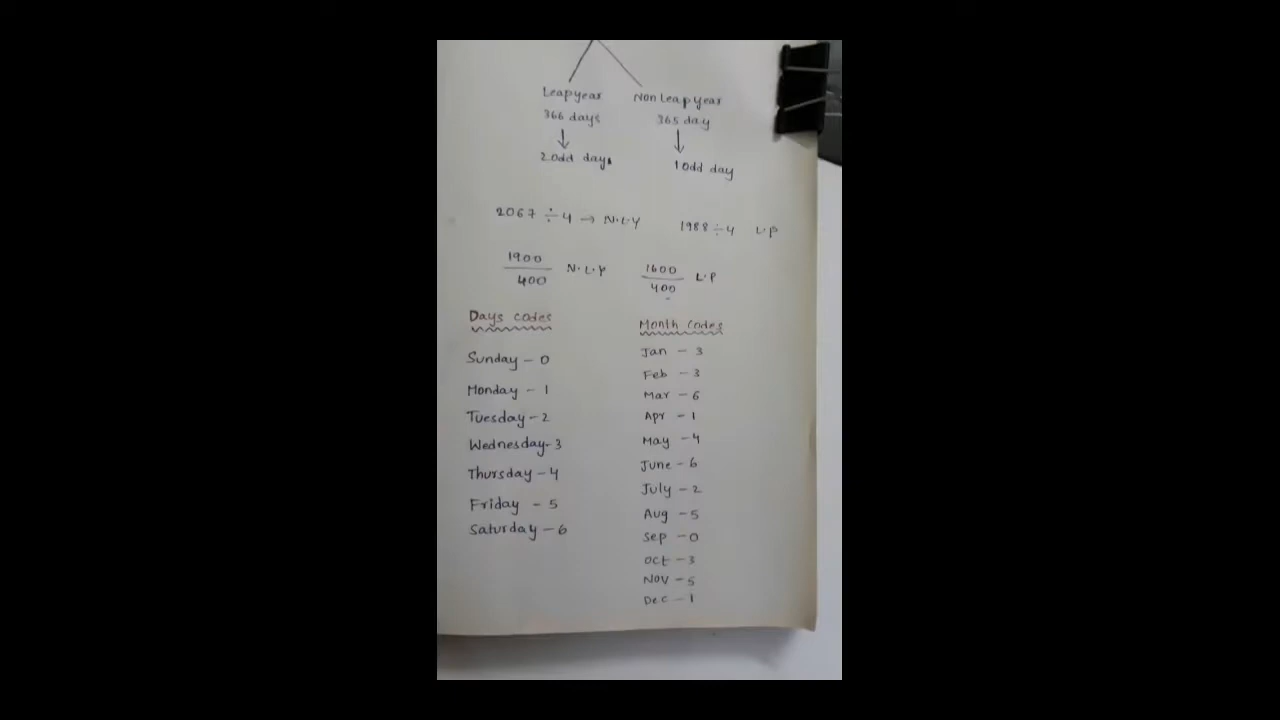 Leap year Non Leap year
366 days 365 day
2 odd days 1 odd day
2067 ÷ 4 → N.L.Y 1988 ÷ 4 L.P
1900 / 400 N.L.P 1600 / 400 L.P
Days codes
Sunday - 0
Monday - 1
Tuesday - 2
Wednesday - 3
Thursday - 4
Friday - 5
Saturday - 6
Month codes
Jan - 3
Feb - 3
Mar - 6
Apr - 1
May - 4
June - 6
July - 2
Aug - 5
Sep - 0
Oct - 3
Nov - 5
Dec - 1